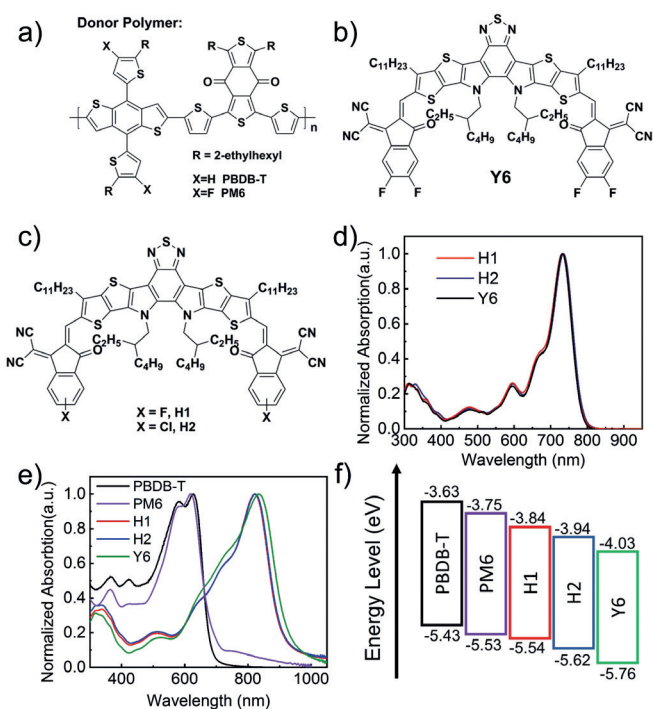 a)
Donor Polymer:
X
R
S
R
S
R
O
O
S
S
S
S
S
n
S
R
X
R = 2-ethylhexyl
X=H PBDB-T
X=F PM6
b)
S
N
N
C11H23
S
S
C11H23
S
N
N
S
CN
CN
O
C2H5
C4H9
C2H5
C4H9
O
CN
CN
F
F
F
F
Y6
c)
S
N
N
C11H23
S
S
C11H23
S
N
N
S
CN
CN
O
C2H5
C4H9
C2H5
C4H9
O
CN
CN
X
X
X = F, H1
X = Cl, H2
d)
Normalized Absorption(a.u.)
1.0
0.8
0.6
0.4
0.2
0.0
H1
H2
Y6
300 400 500 600 700 800 900
Wavelength (nm)
e)
Normalized Absorbtion(a.u.)
1.0
0.8
0.6
0.4
0.2
0.0
PBDB-T
PM6
H1
H2
Y6
400 600 800 1000
Wavelength (nm)
f)
Energy Level (eV)
-3.63
-3.75
-3.84
-3.94
-4.03
PBDB-T
PM6
H1
H2
Y6
-5.43
-5.53
-5.54
-5.62
-5.76